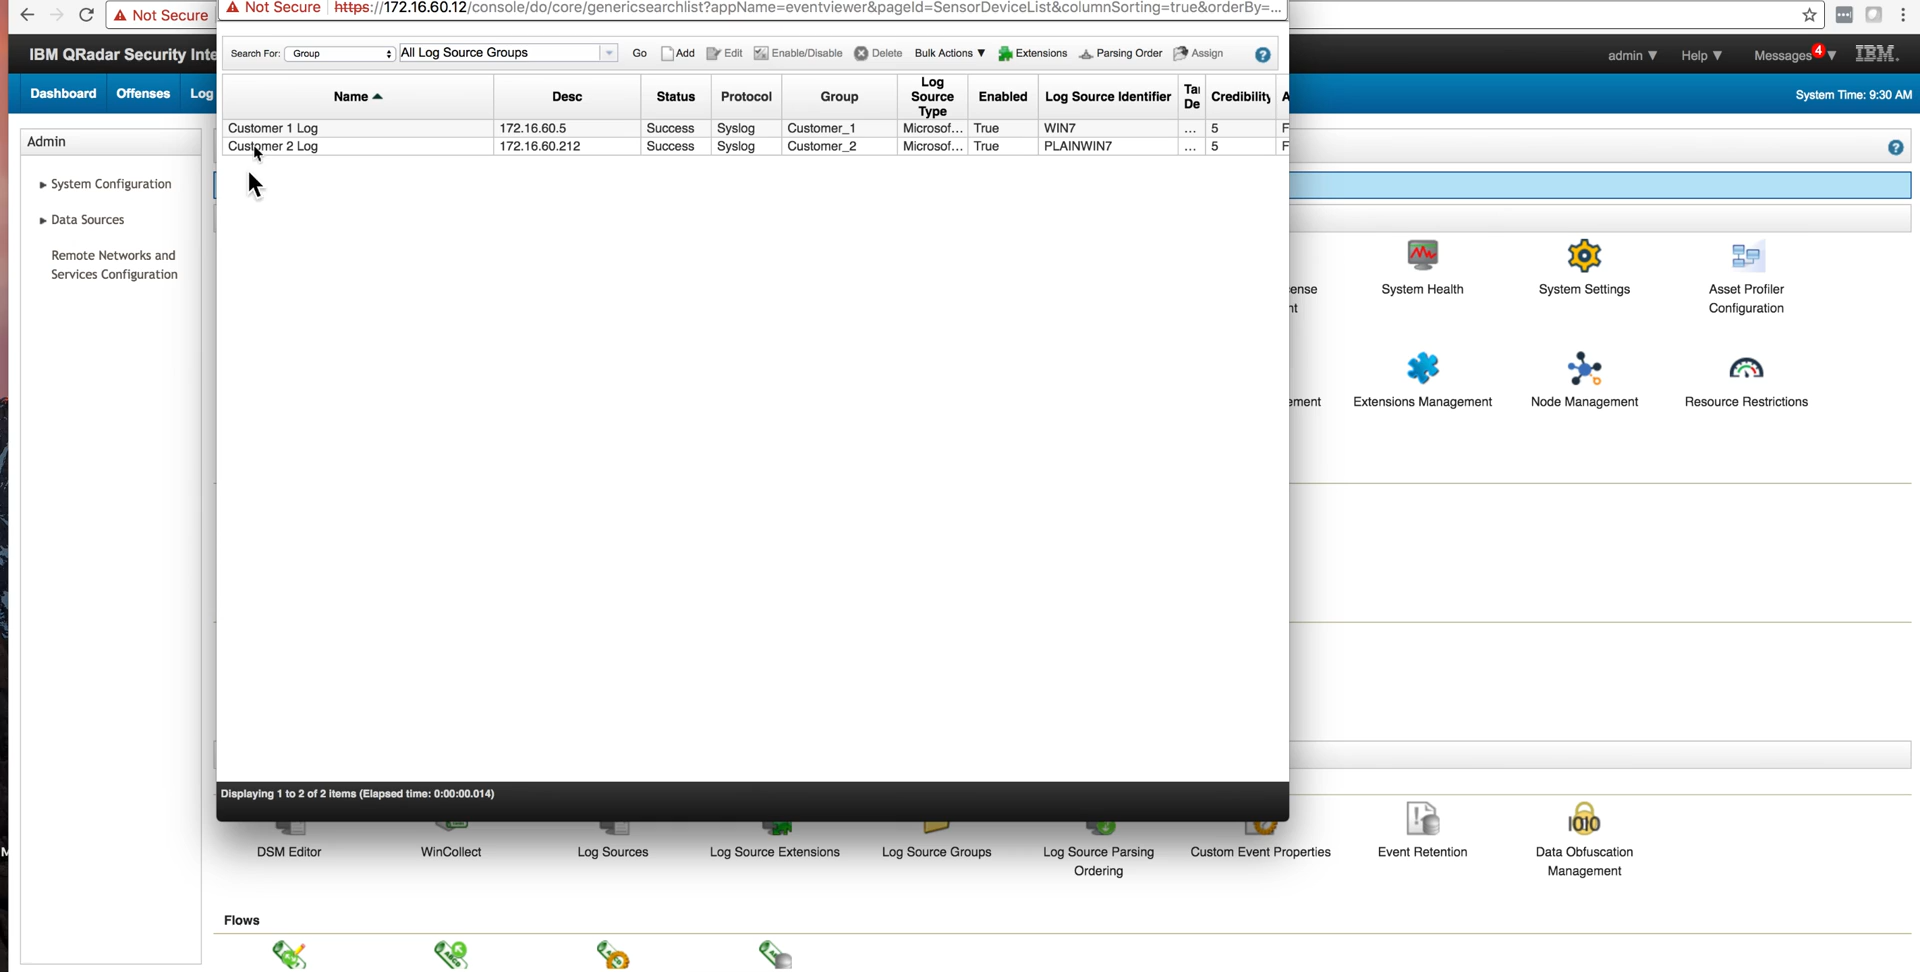 Not Secure https://172.16.60.12/console/do/core/genericsearchlist?appName=eventviewer&pageId=SensorDeviceList&columnSorting=true&orderBy=...
Not Secure
IBM QRadar Security Inte
admin ▼ Help ▼ Messages 4 ▼ IBM.
Search For: Group All Log Source Groups Go Add Edit Enable/Disable Delete Bulk Actions ▼ Extensions Parsing Order Assign ?
Dashboard Offenses Log
System Time: 9:30 AM
Name Desc Status Protocol Group Log Source Type Enabled Log Source Identifier Tai De Credibility A
Customer 1 Log 172.16.60.5 Success Syslog Customer_1 Microsof... True WIN7 ... 5 F
Customer 2 Log 172.16.60.212 Success Syslog Customer_2 Microsof... True PLAINWIN7 ... 5 F
Admin
?
System Configuration
Data Sources
Remote Networks and
Services Configuration
ense
nt
System Health
System Settings
Asset Profiler
Configuration
ement
Extensions Management
Node Management
Resource Restrictions
Displaying 1 to 2 of 2 items (Elapsed time: 0:00:00.014)
DSM Editor
WinCollect
Log Sources
Log Source Extensions
Log Source Groups
Log Source Parsing
Ordering
Custom Event Properties
Event Retention
Data Obfuscation
Management
Flows